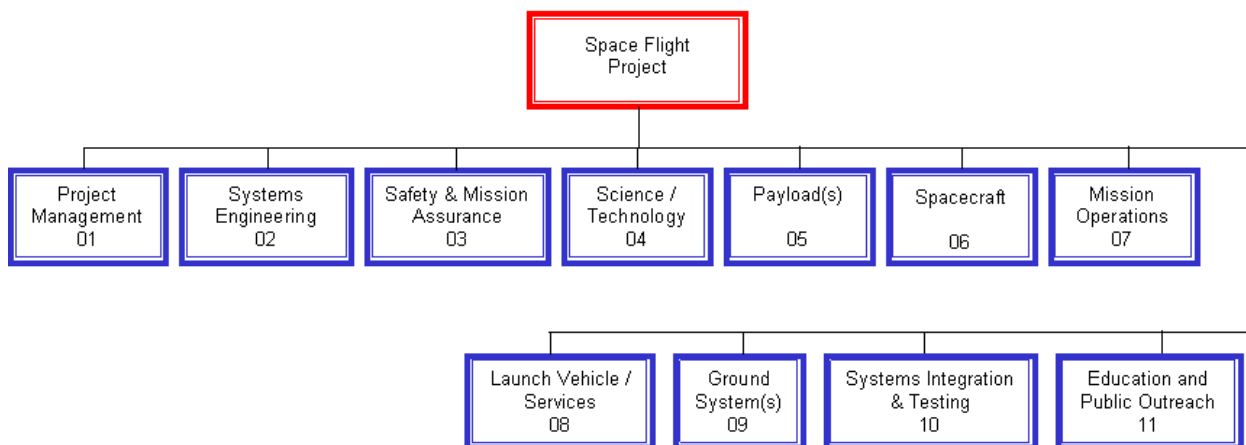 Space Flight
Project
Project
Management
01
Systems
Engineering
02
Safety & Mission
Assurance
03
Science /
Technology
04
Payload(s)
05
Spacecraft
06
Mission
Operations
07
Launch Vehicle /
Services
08
Ground
System(s)
09
Systems Integration
& Testing
10
Education and
Public Outreach
11